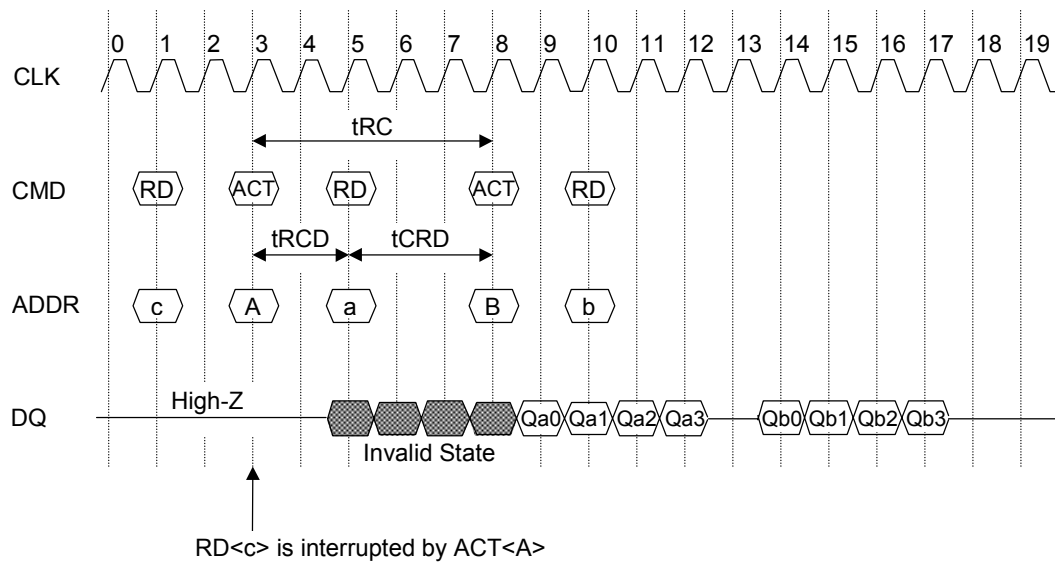 0 1 2 3 4 5 6 7 8 9 10 11 12 13 14 15 16 17 18 19
CLK
tRC
CMD RD ACT RD ACT RD
tRCD tCRD
ADDR c A a B b
High-Z
DQ Qa0 Qa1 Qa2 Qa3 Qb0 Qb1 Qb2 Qb3
Invalid State
RD<c> is interrupted by ACT<A>